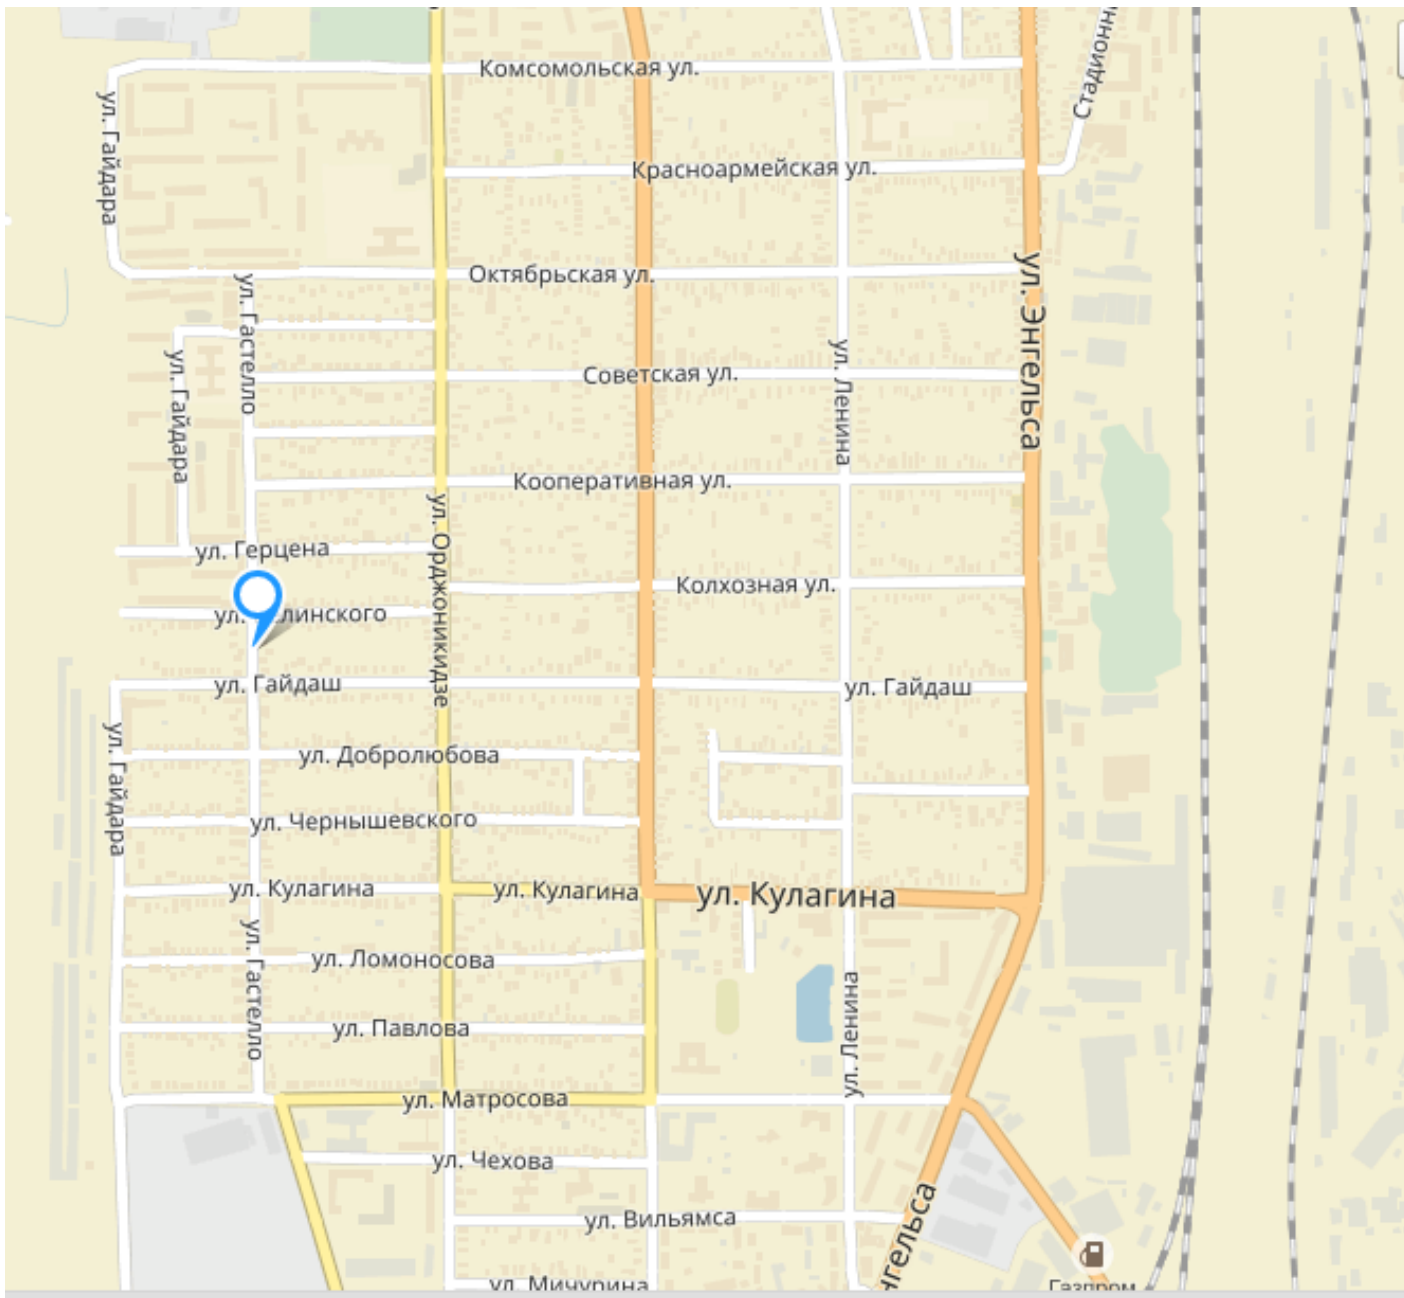 Комсомольская ул.
Стадионн
ул. Гайдара
Красноармейская ул.
Октябрьская ул.
ул. Гастелло
ул. Энгельса
ул. Гайдара
ул. Ленина
Советская ул.
Кооперативная ул.
ул. Орджоникидзе
ул. Герцена
Колхозная ул.
ул. линского
ул. Гайдаш
ул. Гайдаш
ул. Гайдара
ул. Добролюбова
ул. Чернышевского
ул. Кулагина
ул. Кулагина
ул. Кулагина
ул. Гастелло
ул. Ломоносова
ул. Ленина
ул. Павлова
ул. Матросова
ул. Чехова
ул. Вильямса
нгельса
ул. Мичурина
Газпром